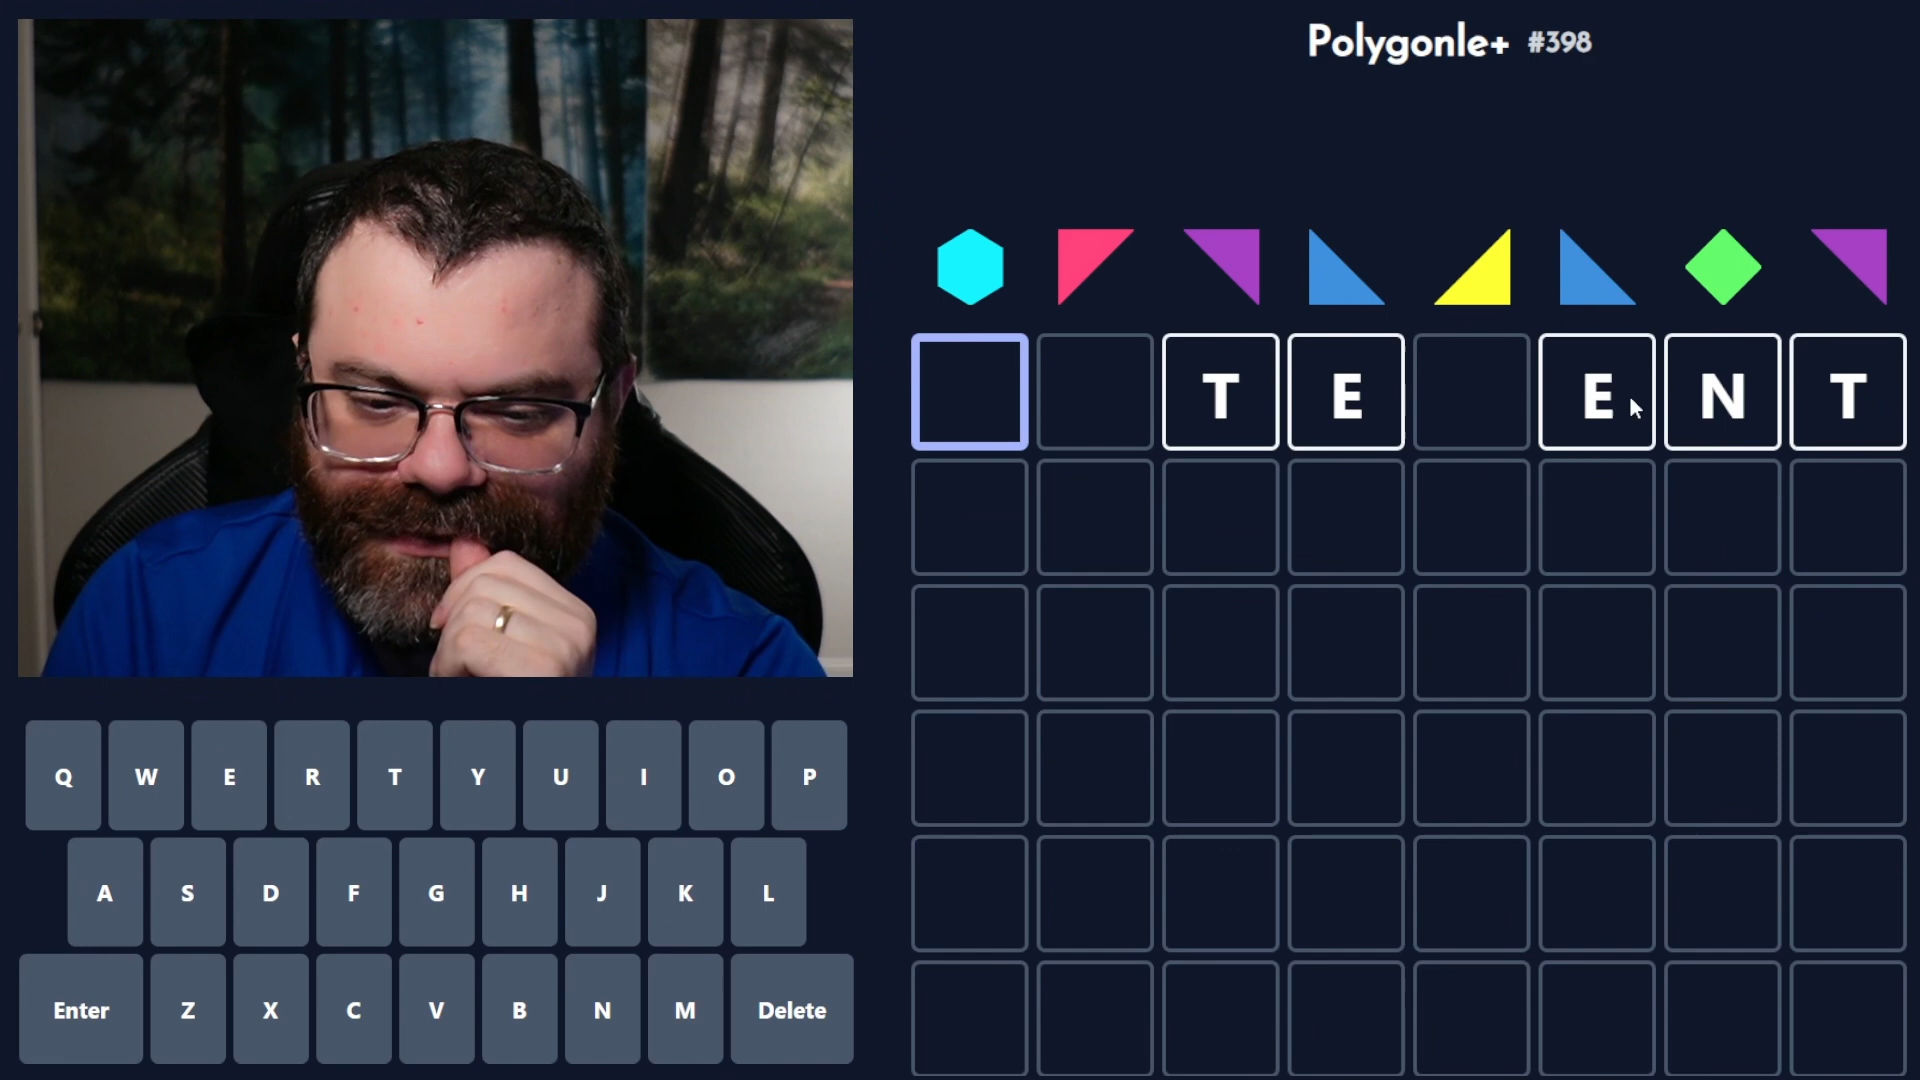 Polygonle+ #398
T E E N T
Q W E R T Y U I O P
A S D F G H J K L
Enter Z X C V B N M Delete